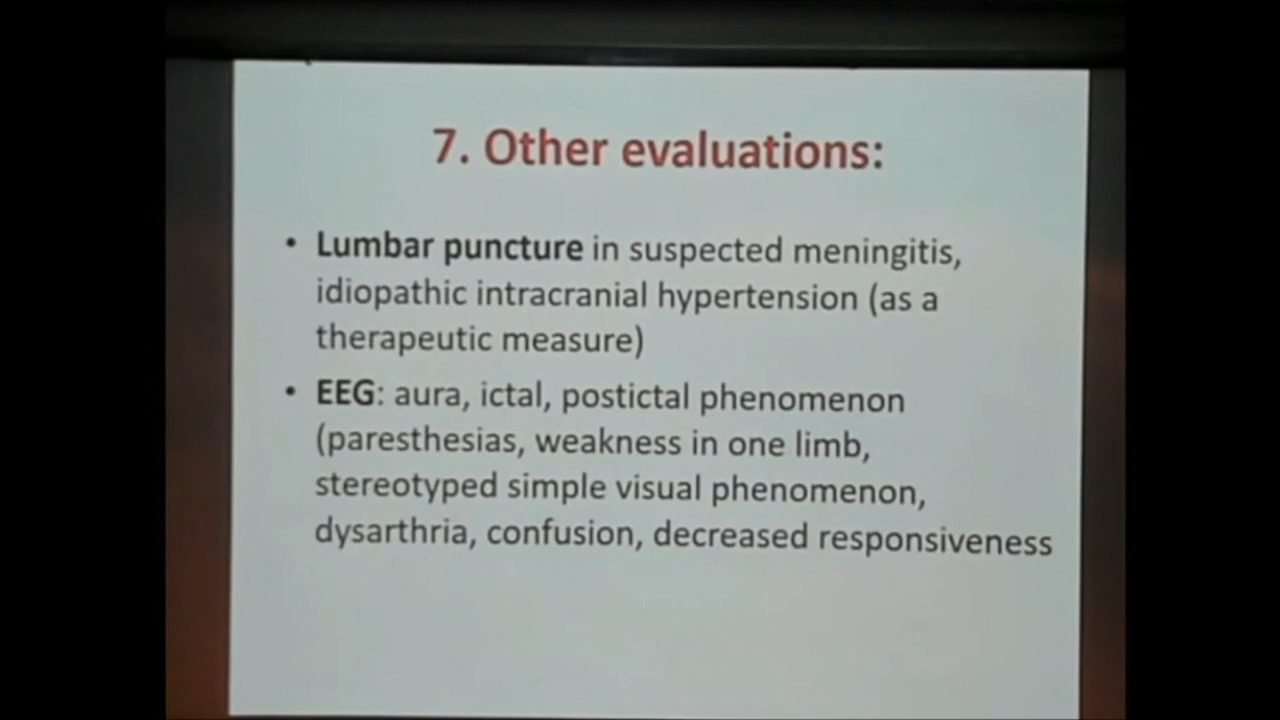 7. Other evaluations:
• Lumbar puncture in suspected meningitis,
idiopathic intracranial hypertension (as a
therapeutic measure)
• EEG: aura, ictal, postictal phenomenon
(paresthesias, weakness in one limb,
stereotyped simple visual phenomenon,
dysarthria, confusion, decreased responsiveness